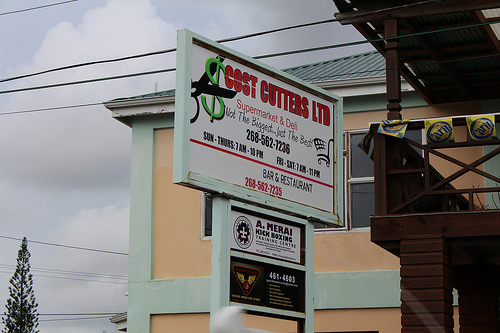 $COST CUTTERS LTD
Supermarket & Deli
Not The Biggest...Just The Best!
268-562-7236
SUN - THURS: 7 AM - 10 PM FRI - SAT: 7 AM - 11 PM
BAR & RESTAURANT
268-562-7235
A. MERAI
KICK BOXING
TRAINING CENTRE
461-4603